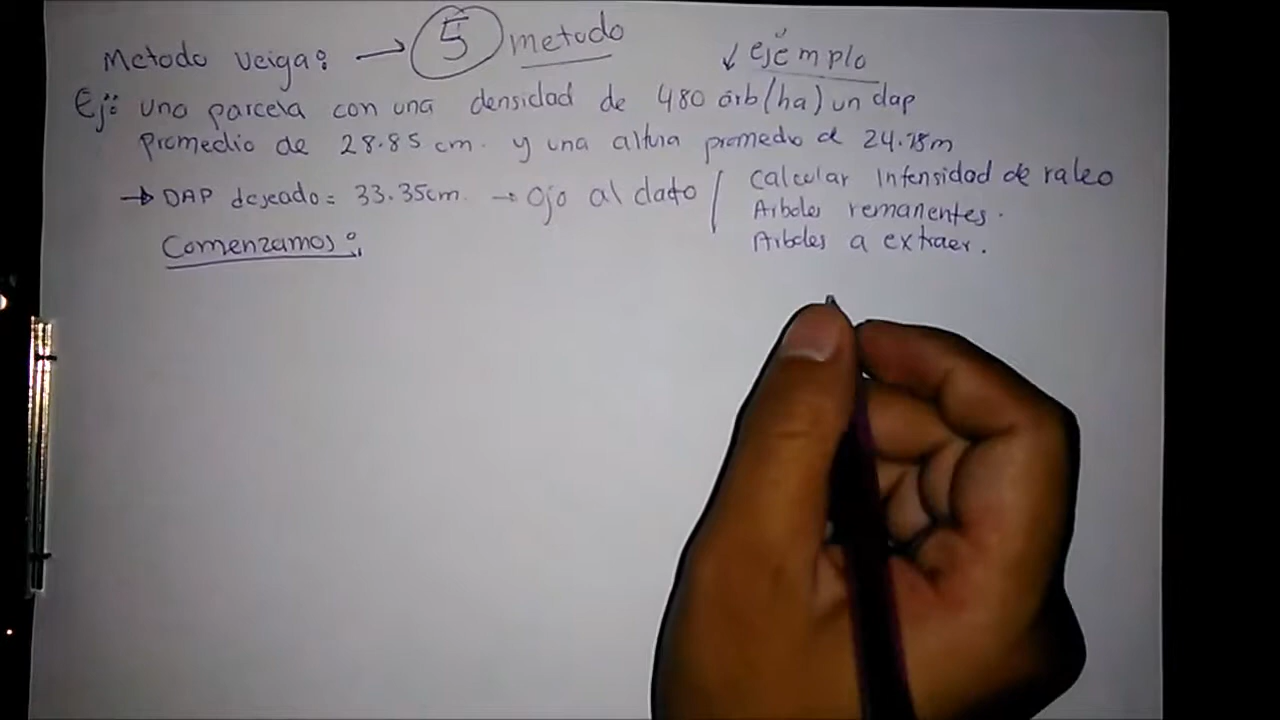 Metodo Veiga: → 5 metodo
↓ ejemplo
Ej: una parcela con una densidad de 480 árb (ha) un dap
Promedio de 28.85 cm. y una altura promedio d 24.75m
→ DAP deseado = 33.35cm. → Ojo al dato / Calcular Intensidad de raleo
Arboles remanentes.
Arboles a extraer.
Comenzamos: